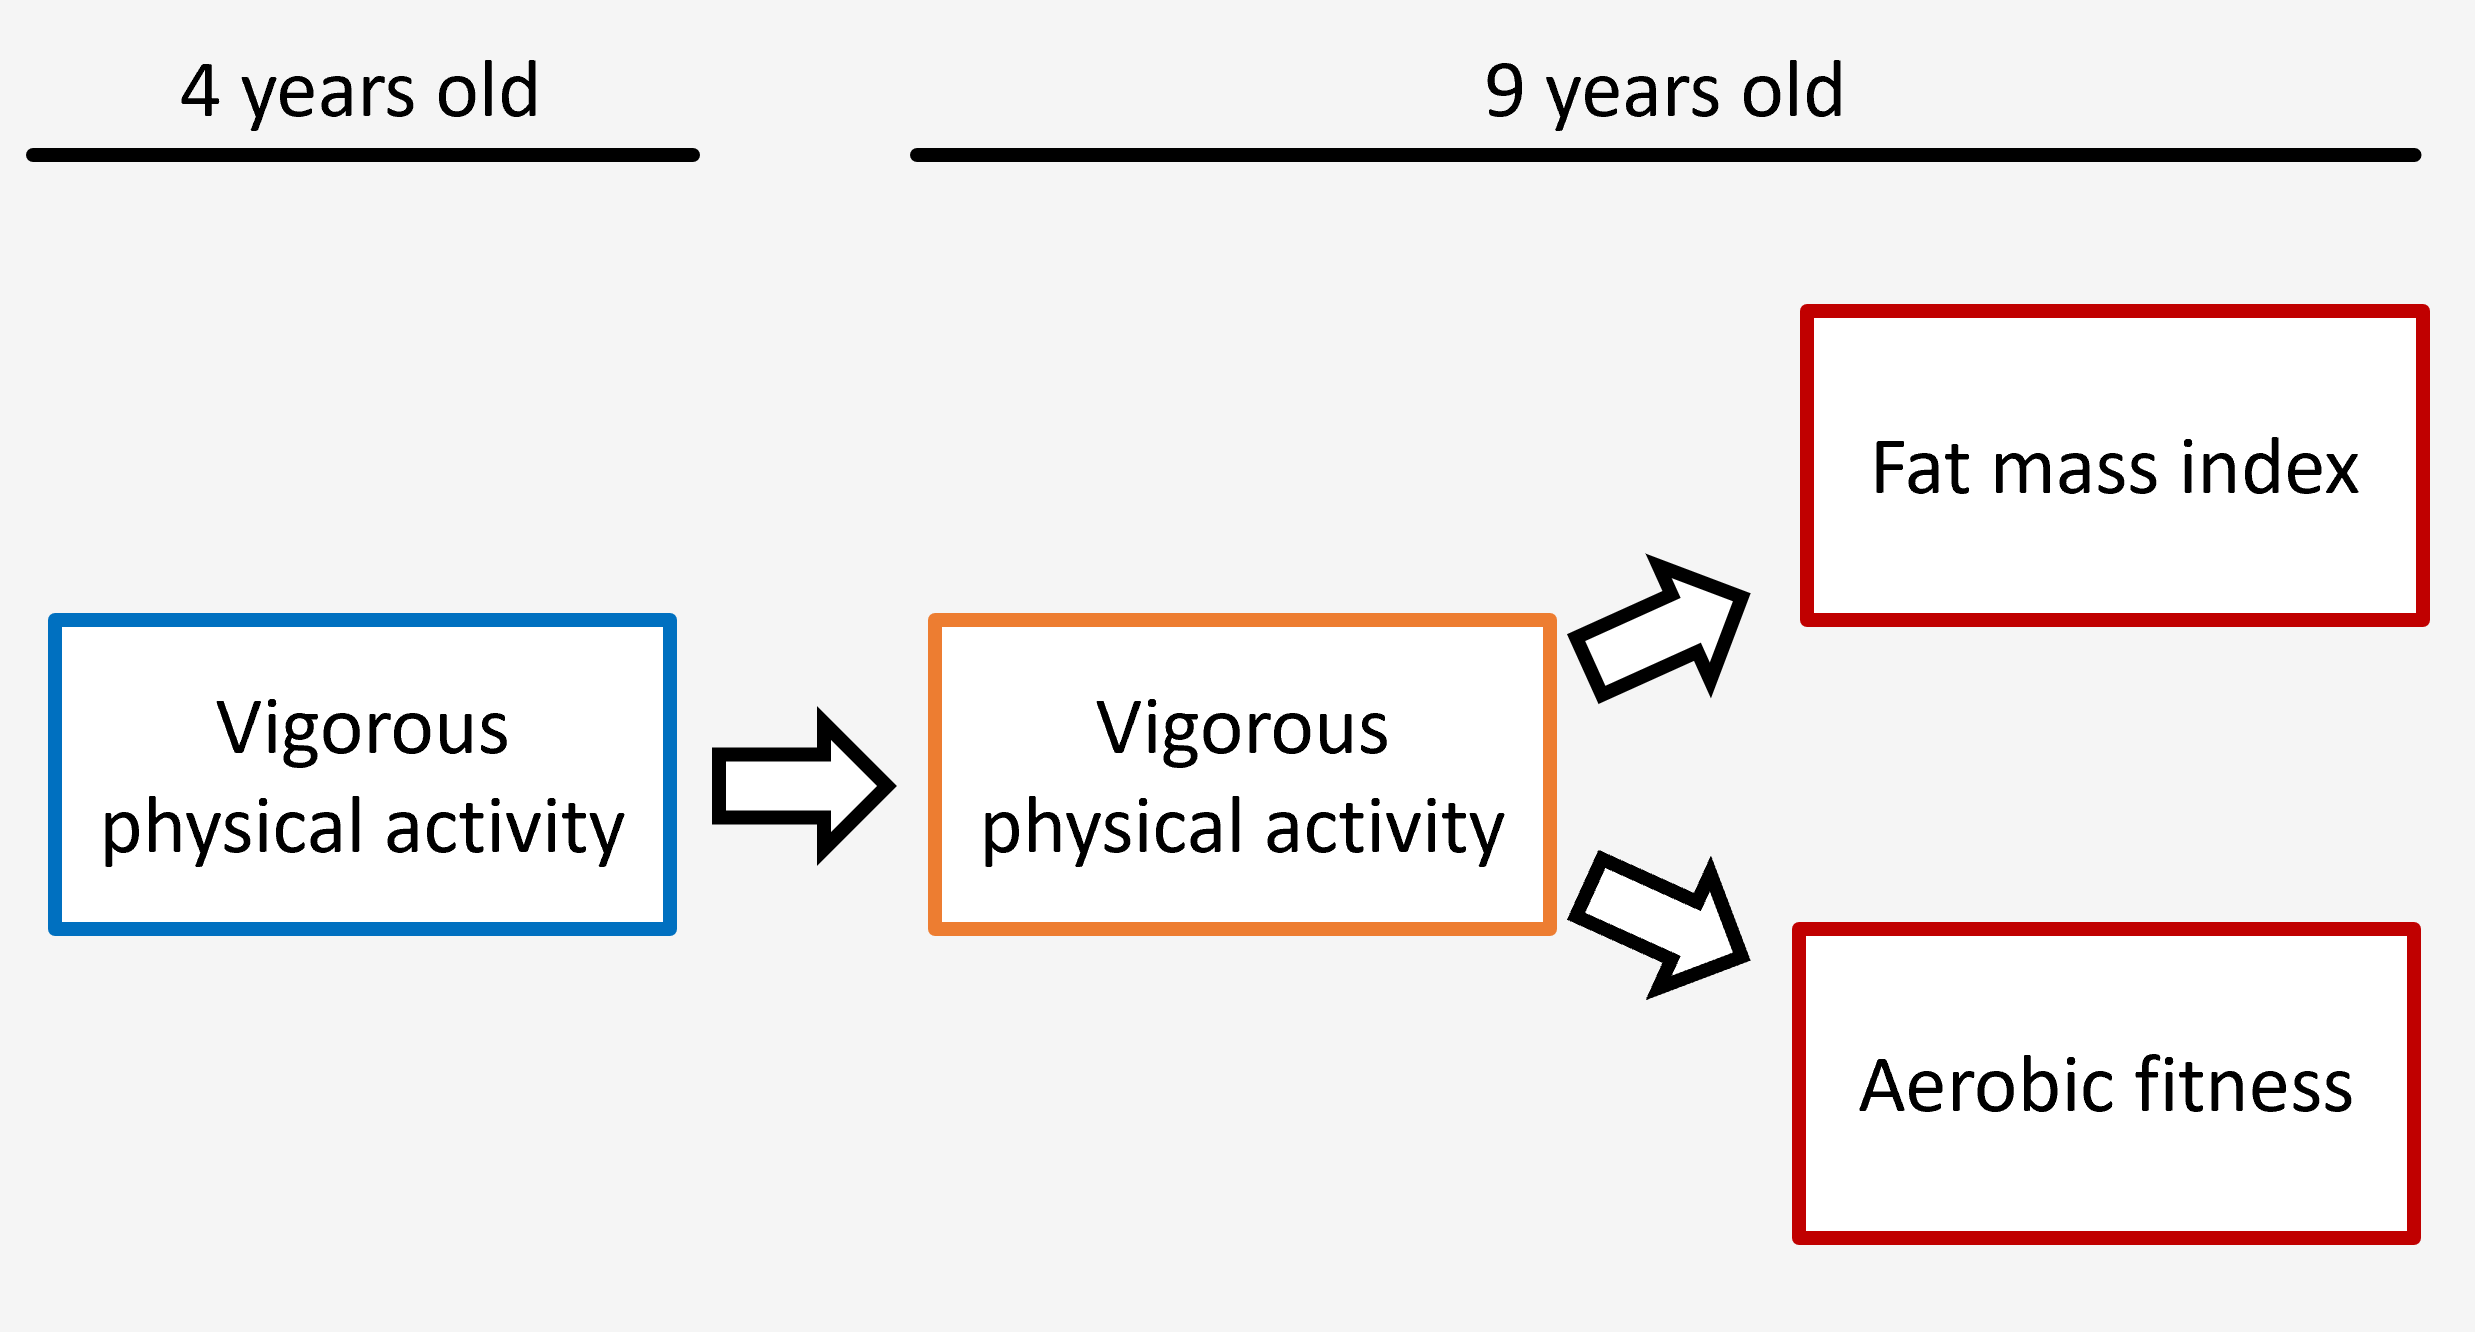 4 years old
9 years old
Fat mass index
Vigorous
physical activity
Vigorous
physical activity
Aerobic fitness